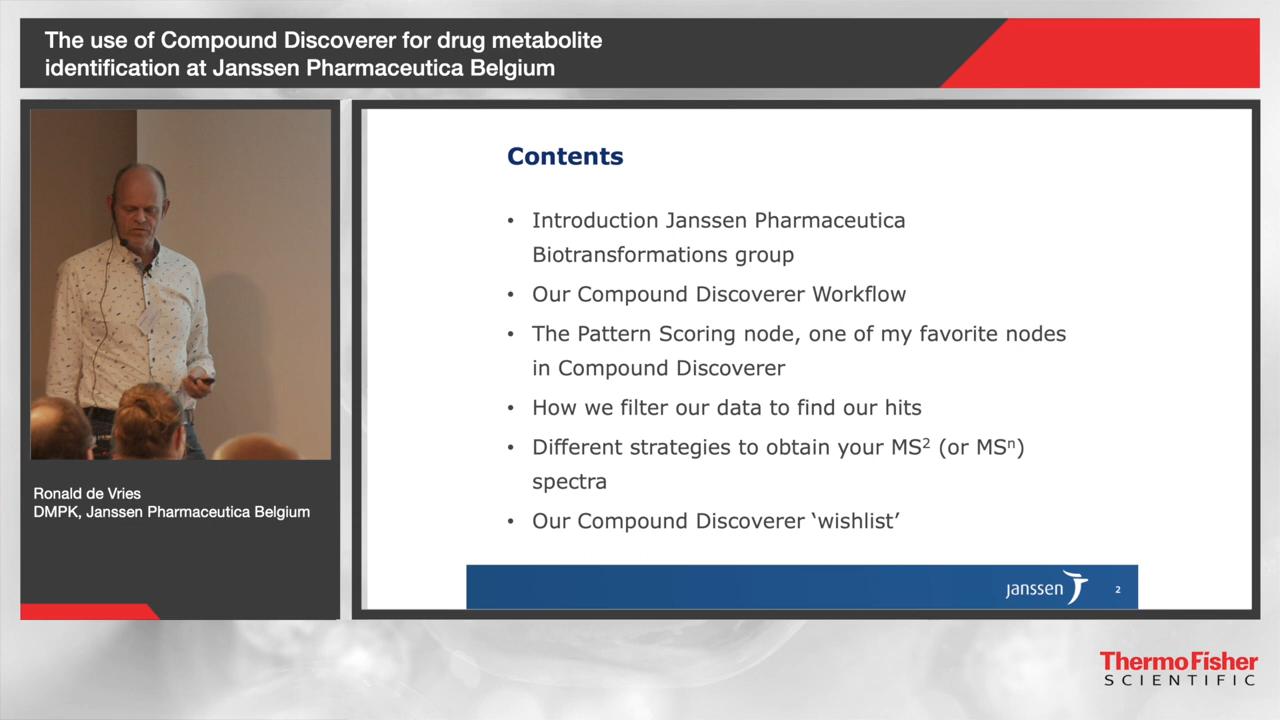 The use of Compound Discoverer for drug metabolite
identification at Janssen Pharmaceutica Belgium
Contents
• Introduction Janssen Pharmaceutica
Biotransformations group
• Our Compound Discoverer Workflow
• The Pattern Scoring node, one of my favorite nodes
in Compound Discoverer
• How we filter our data to find our hits
• Different strategies to obtain your MS² (or MSⁿ)
spectra
• Our Compound Discoverer ‘wishlist’
Janssen
2
Ronald de Vries
DMPK, Janssen Pharmaceutica Belgium
ThermoFisher
SCIENTIFIC